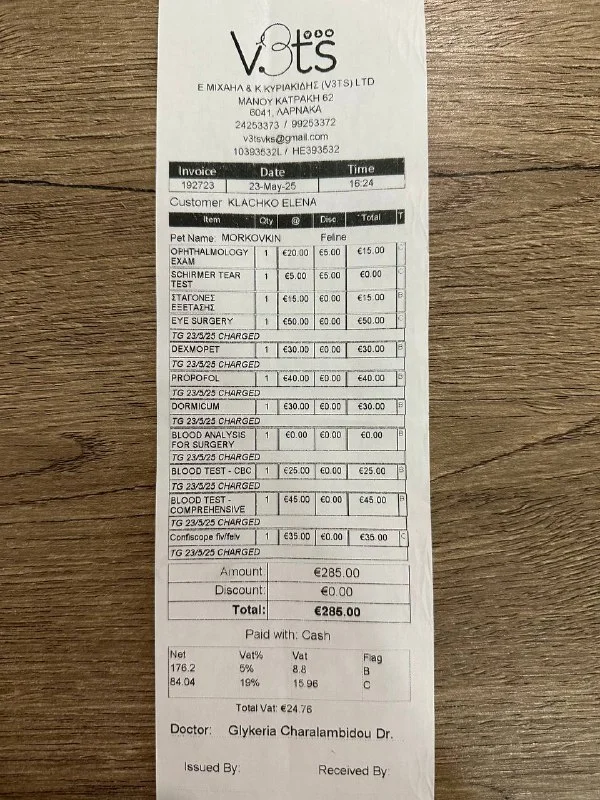 V3ts
Ε.ΜΙΧΑΗΛ & Κ.ΚΥΡΙΑΚΙΔΗΣ (V3TS) LTD
ΜΑΝΟΥ ΚΑΤΡΑΚΗ 62
6041, ΛΑΡΝΑΚΑ
24253373 / 99253372
v3tsvks@gmail.com
10393532L / HE393532
Invoice Date Time
192723 23-May-25 16:24
Customer KLACHKO ELENA
Item Qty @ Disc. Total T
Pet Name: MORKOVKIN Feline
OPHTHALMOLOGY EXAM 1 €20.00 €5.00 €15.00 C
SCHIRMER TEAR TEST 1 €5.00 €5.00 €0.00 C
ΣΤΑΓΟΝΕΣ ΕΞΕΤΑΣΗΣ 1 €15.00 €0.00 €15.00 B
EYE SURGERY 1 €50.00 €0.00 €50.00 C
TG 23/5/25 CHARGED
DEXMOPET 1 €30.00 €0.00 €30.00 B
TG 23/5/25 CHARGED
PROPOFOL 1 €40.00 €0.00 €40.00 B
TG 23/5/25 CHARGED
DORMICUM 1 €30.00 €0.00 €30.00 B
TG 23/5/25 CHARGED
BLOOD ANALYSIS FOR SURGERY 1 €0.00 €0.00 €0.00 B
TG 23/5/25 CHARGED
BLOOD TEST - CBC 1 €25.00 €0.00 €25.00 B
TG 23/5/25 CHARGED
BLOOD TEST - COMPREHENSIVE 1 €45.00 €0.00 €45.00 B
TG 23/5/25 CHARGED
Confiscope fiv/felv 1 €35.00 €0.00 €35.00 C
TG 23/5/25 CHARGED
Amount: €285.00
Discount: €0.00
Total: €285.00
Paid with: Cash
Net Vat% Vat Flag
176.2 5% 8.8 B
84.04 19% 15.96 C
Total Vat: €24.76
Doctor: Glykeria Charalambidou Dr.
Issued By: Received By: